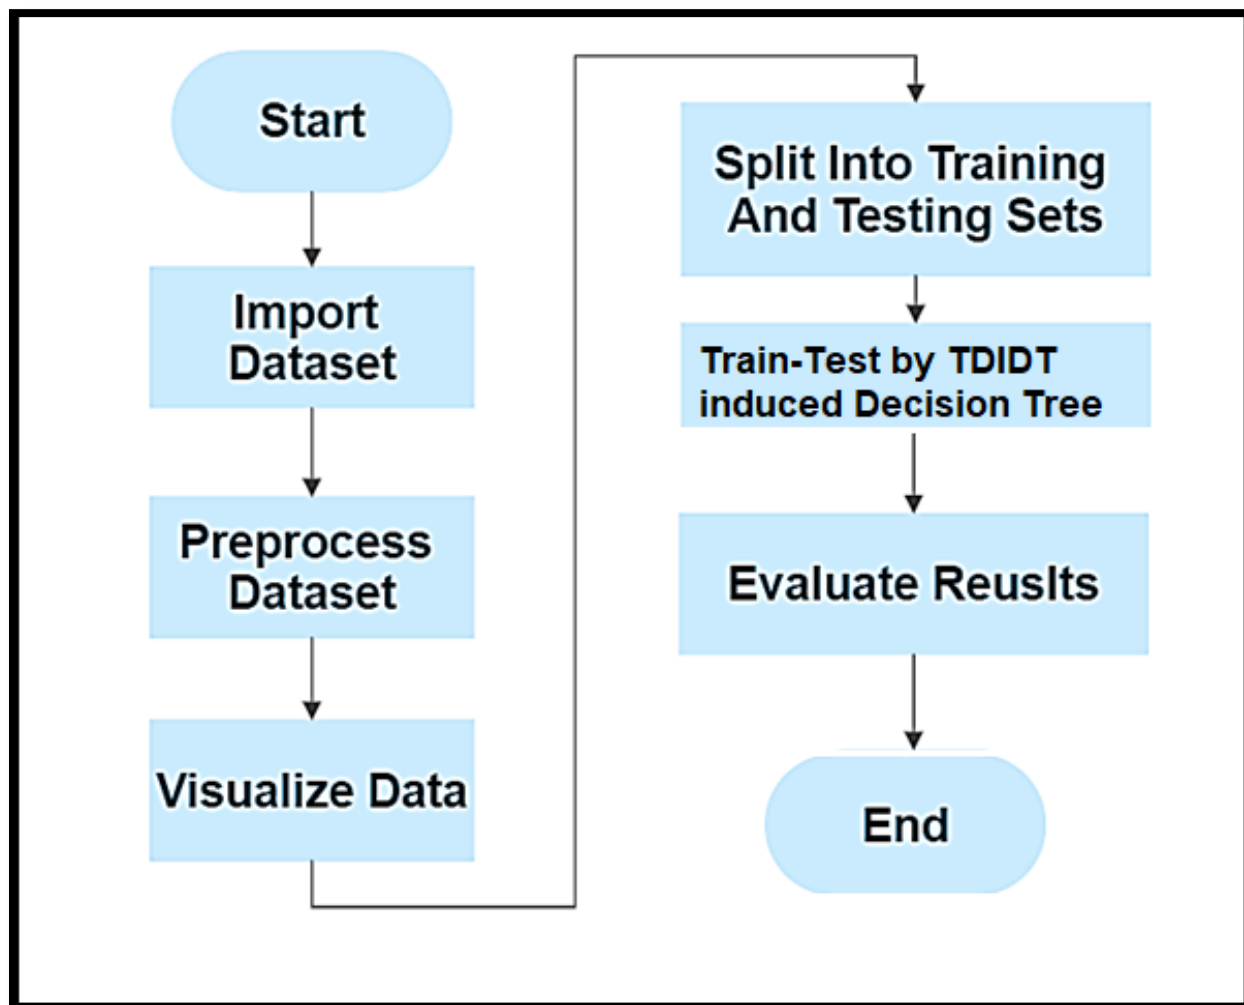 Start
Import
Dataset
Preprocess
Dataset
Visualize Data
Split Into Training
And Testing Sets
Train-Test by TDIDT
induced Decision Tree
Evaluate Reuslts
End